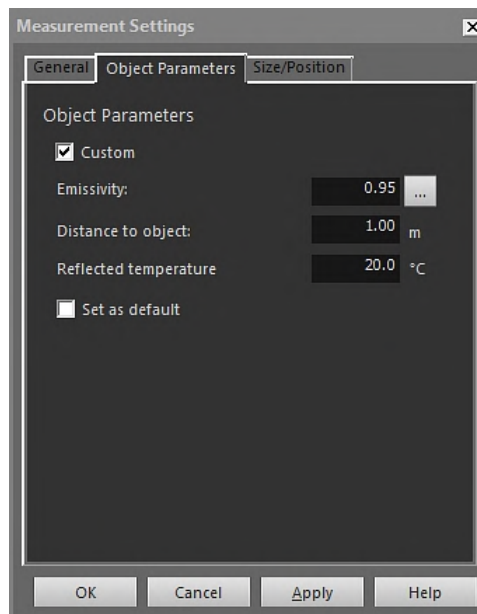 Measurement Settings
General Object Parameters Size/Position
Object Parameters
Custom
Emissivity: 0.95 ...
Distance to object: 1.00 m
Reflected temperature 20.0 °C
Set as default
OK Cancel Apply Help